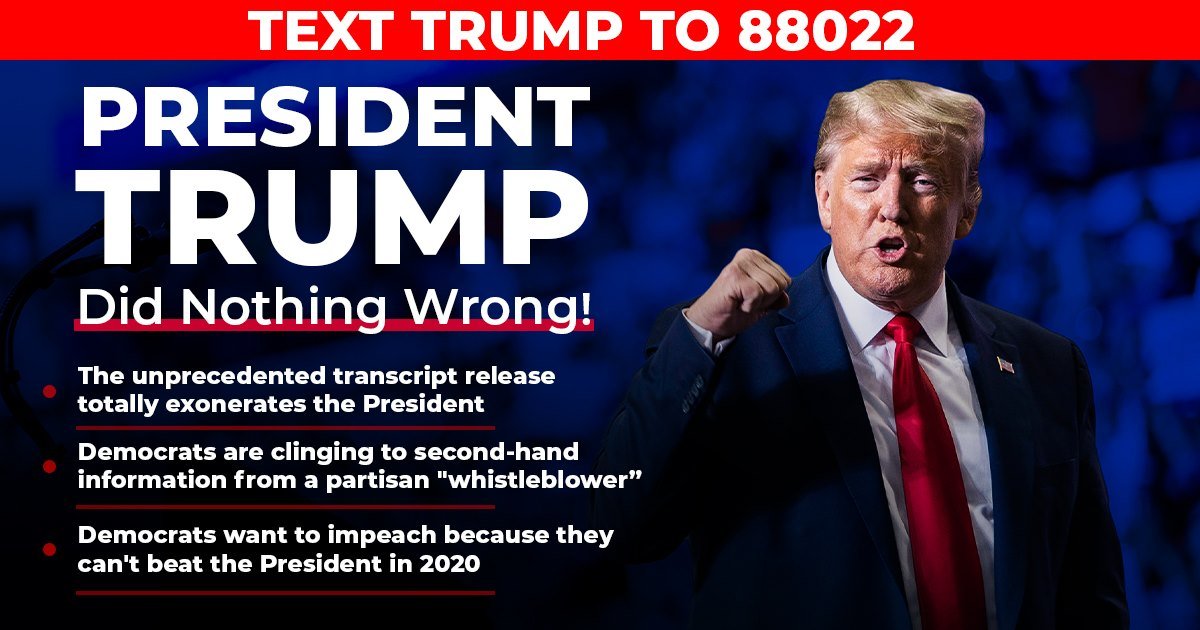 TEXT TRUMP TO 88022
PRESIDENT
TRUMP
Did Nothing Wrong!
The unprecedented transcript release
totally exonerates the President
Democrats are clinging to second-hand
information from a partisan "whistleblower”
Democrats want to impeach because they
can't beat the President in 2020